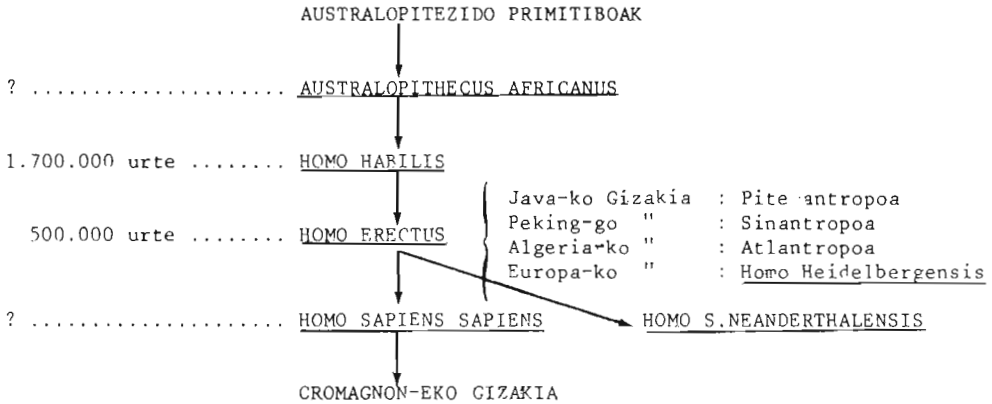 AUSTRALOPITEZIDO PRIMITIBOAK
? ..................... AUSTRALOPITHECUS AFRICANUS
1.700.000 urte ........ HOMO HABILIS
Java-ko Gizakia : Pite antropoa
Peking-go " : Sinantropoa
500.000 urte ........ HOMO ERECTUS
Algeria-ko " : Atlantropoa
Europa-ko " : Homo Heidelbergensis
? ..................... HOMO SAPIENS SAPIENS
HOMO S.NEANDERTHALENSIS
CROMAGNON-EKO GIZAKIA